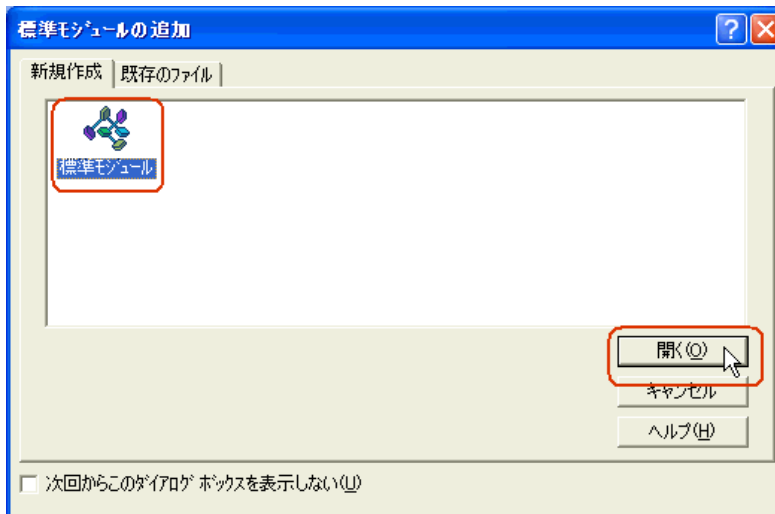 標準ﾓｼﾞｭｰﾙの追加
新規作成
既存のﾌｧｲﾙ
標準ﾓｼﾞｭｰﾙ
開く(O)
ｷｬﾝｾﾙ
ﾍﾙﾌﾟ(H)
次回からこのﾀﾞｲｱﾛｸﾞ ﾎﾞｯｸｽを表示しない(U)